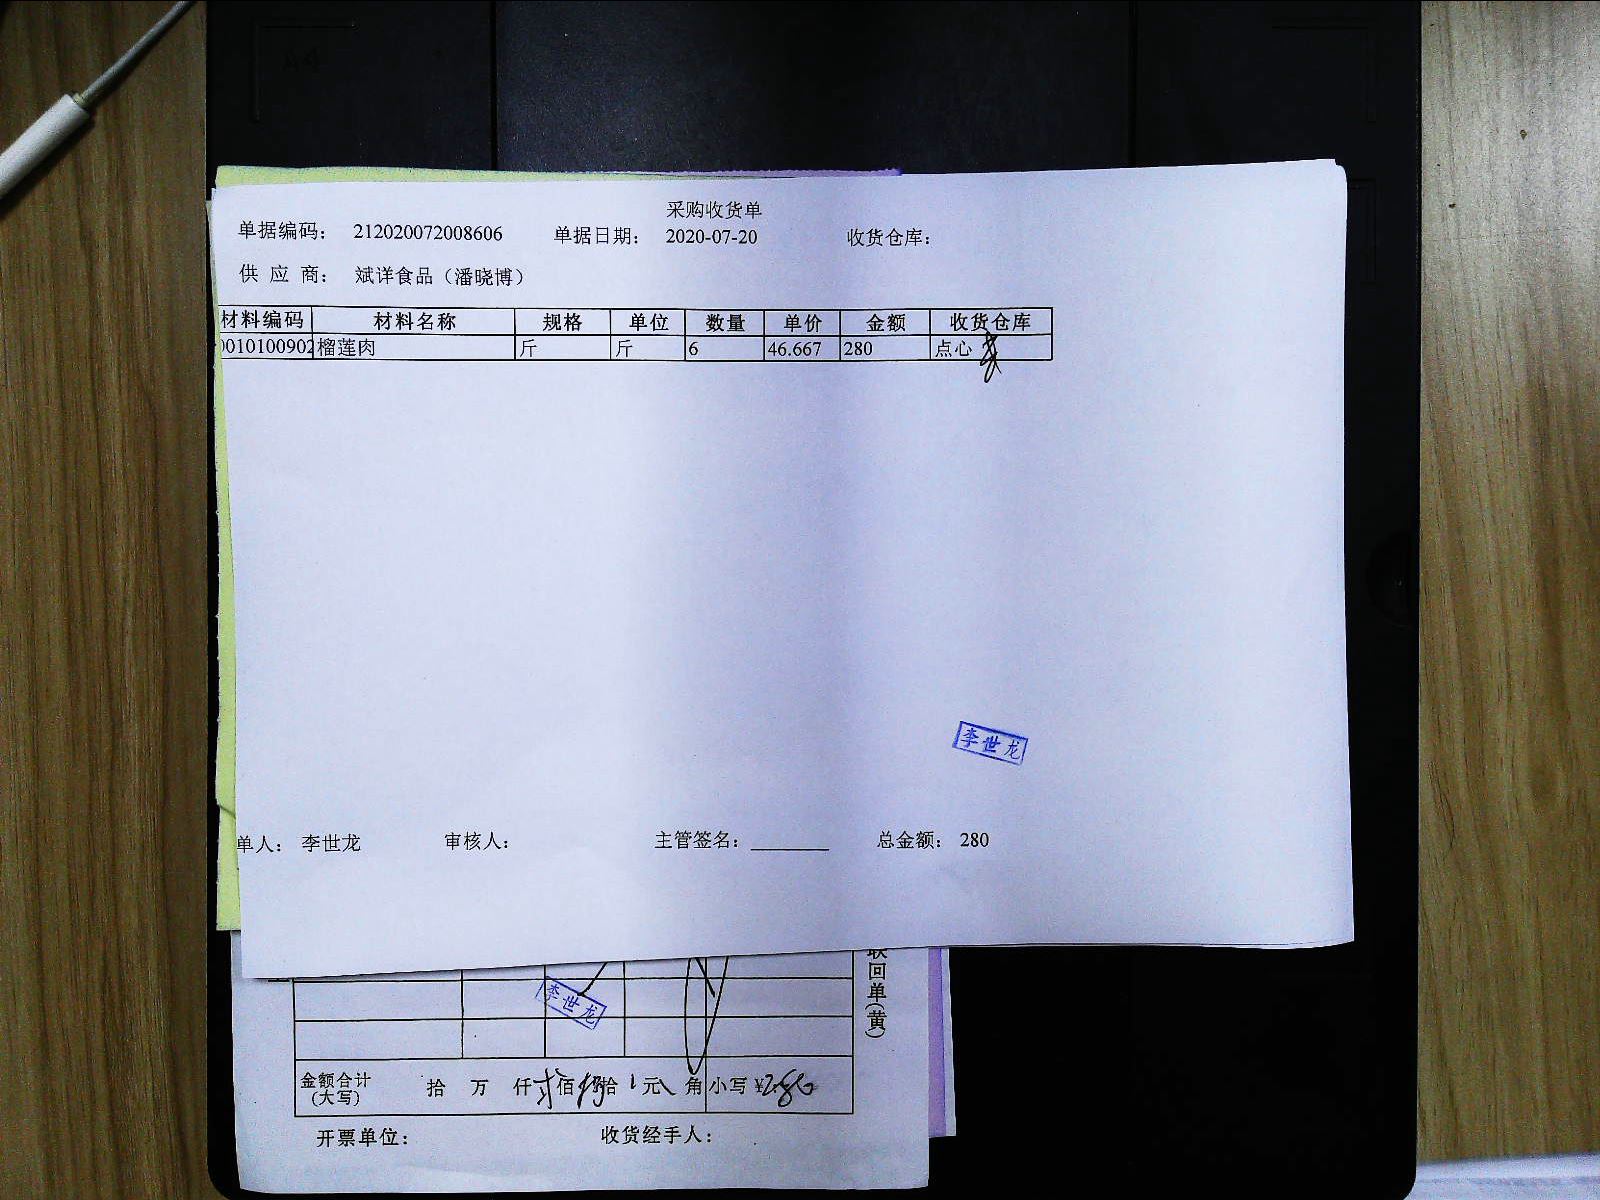 采购收货单
单据编码： 212020072008606 单据日期： 2020-07-20 收货仓库：
供 应 商： 斌详食品（潘晓博）
材料编码 材料名称 规格 单位 数量 单价 金额 收货仓库
0010100902 榴莲肉 斤 斤 6 46.667 280 点心
李世龙
单人： 李世龙 审核人： 主管签名： 总金额： 280
联回单(黄)
李世龙
金额合计(大写) 拾 万 仟 贰佰 捌拾 元 角 小写 ¥280
开票单位： 收货经手人：